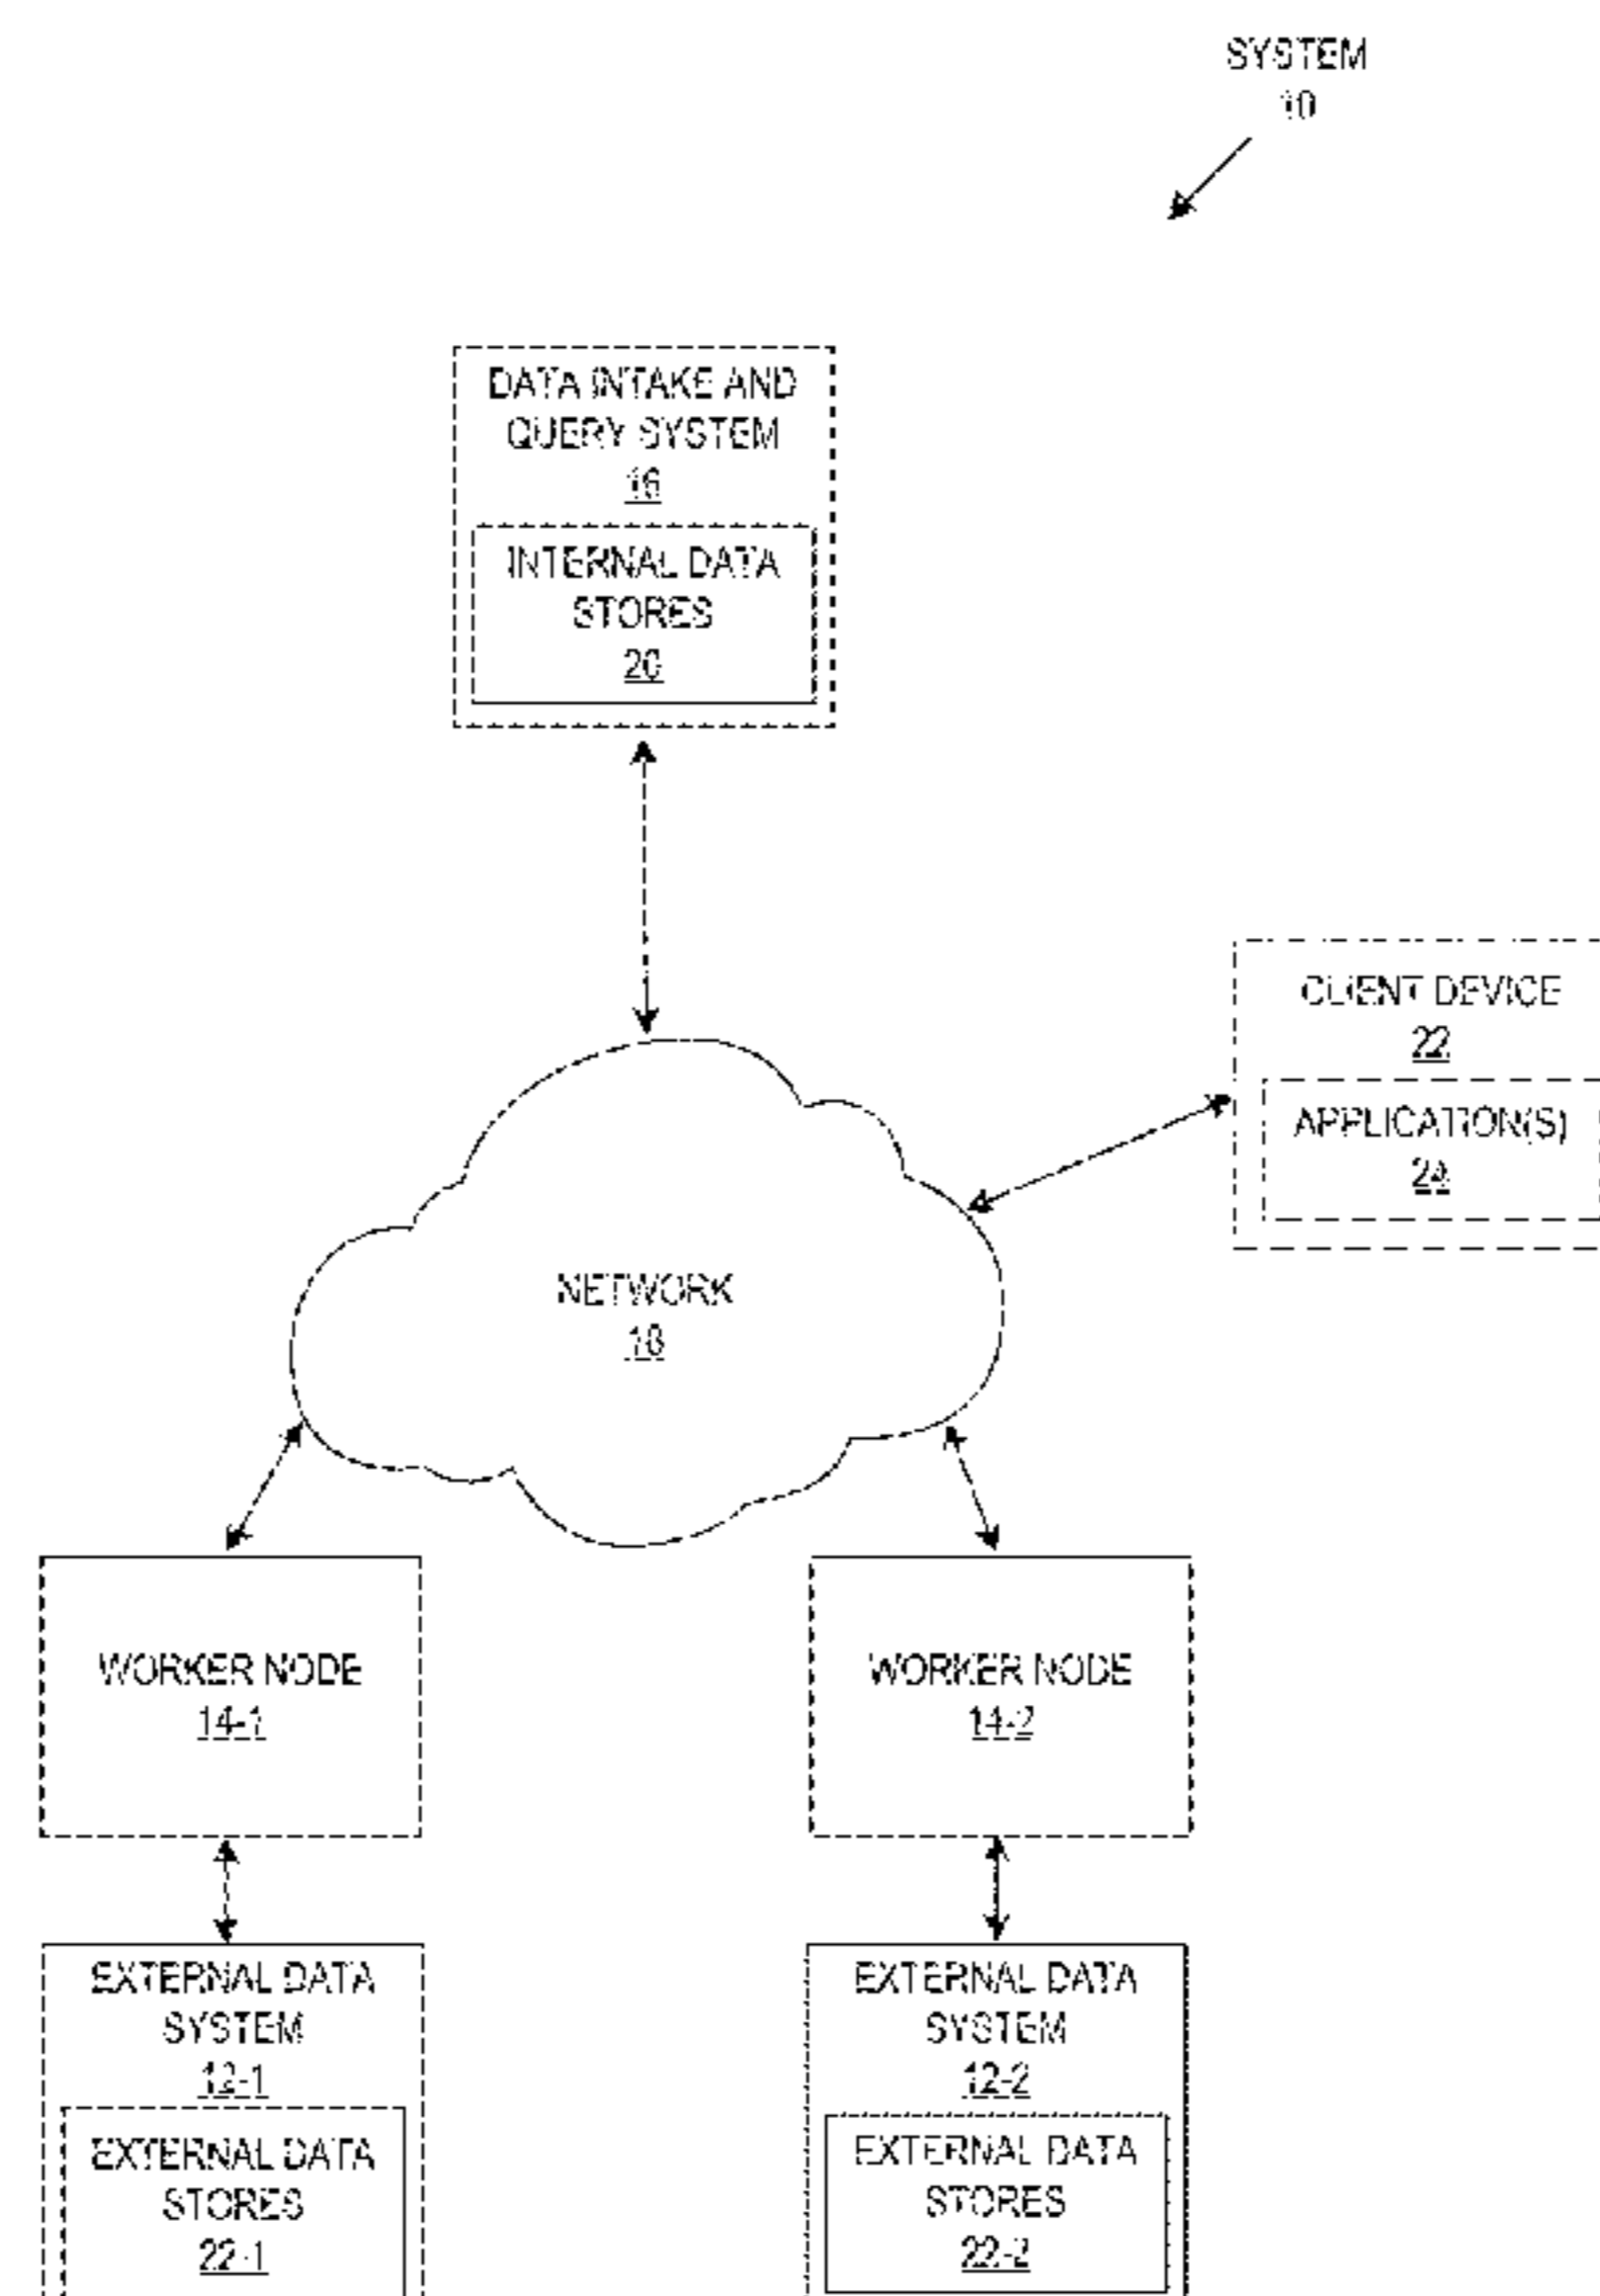 SYSTEM
10
DATA INTAKE AND
QUERY SYSTEM
16
INTERNAL DATA
STORES
20
CLIENT DEVICE
22
APPLICATION(S)
24
NETWORK
18
WORKER NODE
14-1
WORKER NODE
14-2
EXTERNAL DATA
SYSTEM
12-1
EXTERNAL DATA
STORES
22-1
EXTERNAL DATA
SYSTEM
12-2
EXTERNAL DATA
STORES
22-2